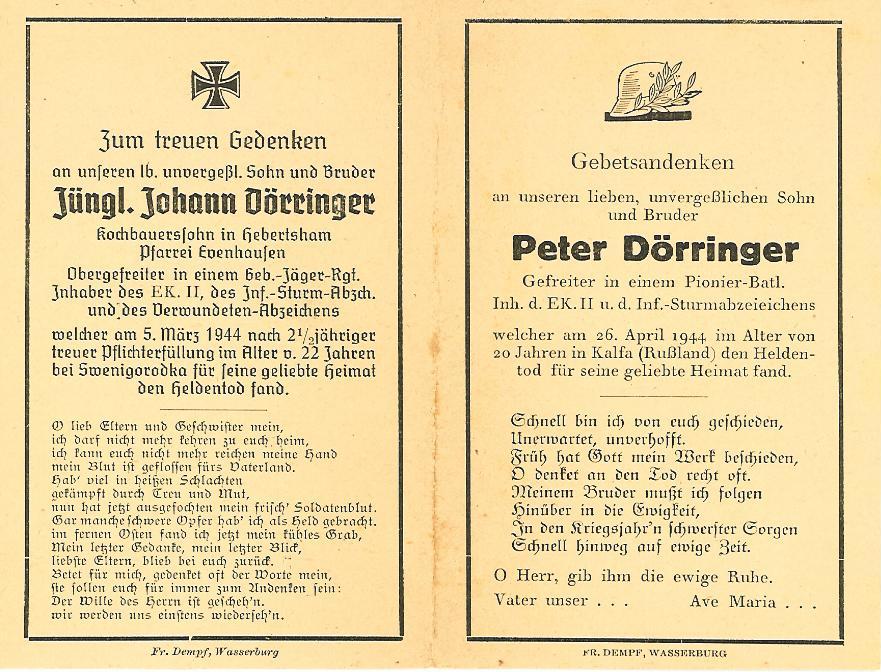 Zum treuen Gedenken
an unseren lb. unvergeßl. Sohn und Bruder
Jüngl. Johann Dörringer
Kochbauerssohn in Hebertsham
Pfarrei Evenhausen
Obergefreiter in einem Geb.-Jäger-Rgt.
Inhaber des EK. II, des Inf.-Sturm-Abzch.
und des Verwundeten-Abzeichens
welcher am 5. März 1944 nach 2 1/2 jähriger
treuer Pflichterfüllung im Alter v. 22 Jahren
bei Swenigorodka für seine geliebte Heimat
den Heldentod fand.
O lieb Eltern und Geschwister mein,
ich darf nicht mehr kehren zu euch heim,
ich kann euch nicht mehr reichen meine Hand
mein Blut ist geflossen fürs Vaterland.
Hab' viel in heißen Schlachten
gekämpft durch Treu und Mut,
nun hat jetzt ausgefochten mein frisch' Soldatenblut.
Gar manche schwere Opfer hab' ich als Held gebracht.
im fernen Osten fand ich jetzt mein kühles Grab,
Mein letzter Gedanke, mein letzter Blick,
liebste Eltern, blieb bei euch zurück.
Betet für mich, gedenket oft der Worte mein,
sie sollen euch für immer zum Andenken sein:
Der Wille des Herrn ist gescheh'n.
wir werden uns einstens wiederseh'n.
Fr. Dempf, Wasserburg
Gebetsandenken
an unseren lieben, unvergeßlichen Sohn
und Bruder
Peter Dörringer
Gefreiter in einem Pionier-Batl.
Inh. d. EK. II u. d. Inf.-Sturmabzeieichens
welcher am 26. April 1944 im Alter von
20 Jahren in Kalfa (Rußland) den Helden-
tod für seine geliebte Heimat fand.
Schnell bin ich von euch geschieden,
Unerwartet, unverhofft.
Früh hat Gott mein Werk beschieden,
O denket an den Tod recht oft.
Meinem Bruder mußt ich folgen
Hinüber in die Ewigkeit,
In den Kriegsjahr'n schwerster Sorgen
Schnell hinweg auf ewige Zeit.
O Herr, gib ihm die ewige Ruhe.
Vater unser . . . Ave Maria . . .
FR. DEMPF, WASSERBURG